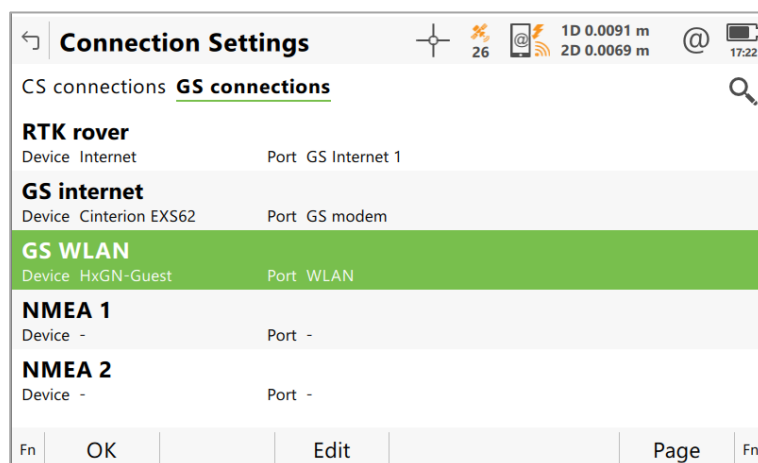 Connection Settings
26
@
1D 0.0091 m
2D 0.0069 m
@
17:22
CS connections GS connections
RTK rover
Device Internet Port GS Internet 1
GS internet
Device Cinterion EXS62 Port GS modem
GS WLAN
Device HxGN-Guest Port WLAN
NMEA 1
Device - Port -
NMEA 2
Device - Port -
Fn OK Edit Page Fn